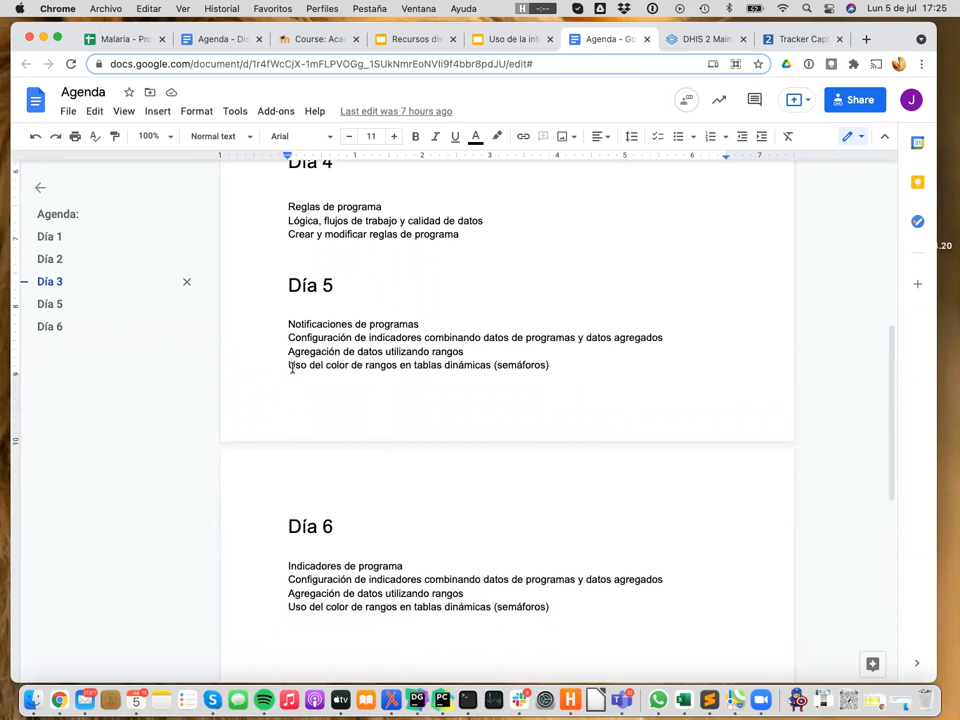 Chrome Archivo Editar Ver Historial Favoritos Perfiles Pestaña Ventana Ayuda
Lun 5 de jul 17:25
Malaria - Pro
Agenda - Dis
Course: Acad
Recursos dis
Uso de la inf
Agenda - Go
DHIS 2 Main
Tracker Capt
docs.google.com/document/d/1r4fWcCjX-1mFLPVOGg_1SUkNmrEoNVIi9f4bbr8pdJU/edit#
Agenda
File Edit View Insert Format Tools Add-ons Help Last edit was 7 hours ago
Share
J
100% Normal text Arial 11
B I U A
Agenda:
Día 1
Día 2
Día 3
Día 5
Día 6
Día 4
Reglas de programa
Lógica, flujos de trabajo y calidad de datos
Crear y modificar reglas de programa
Día 5
Notificaciones de programas
Configuración de indicadores combinando datos de programas y datos agregados
Agregación de datos utilizando rangos
Uso del color de rangos en tablas dinámicas (semáforos)
Día 6
Indicadores de programa
Configuración de indicadores combinando datos de programas y datos agregados
Agregación de datos utilizando rangos
Uso del color de rangos en tablas dinámicas (semáforos)